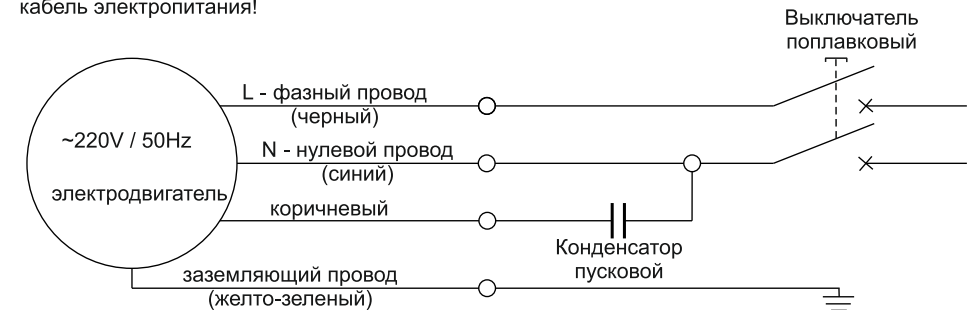 кабель электропитания!
Выключатель
поплавковый
L - фазный провод
(черный)
~220V / 50Hz
N - нулевой провод
(синий)
электродвигатель
коричневый
Конденсатор
пусковой
заземляющий провод
(желто-зеленый)